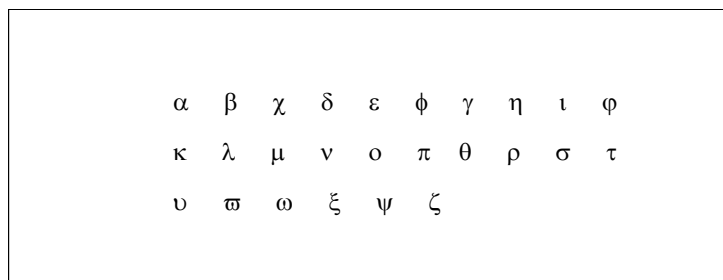 α β χ δ ε ϕ γ η ι φ
κ λ μ ν ο π θ ρ σ τ
υ ϖ ω ξ ψ ζ